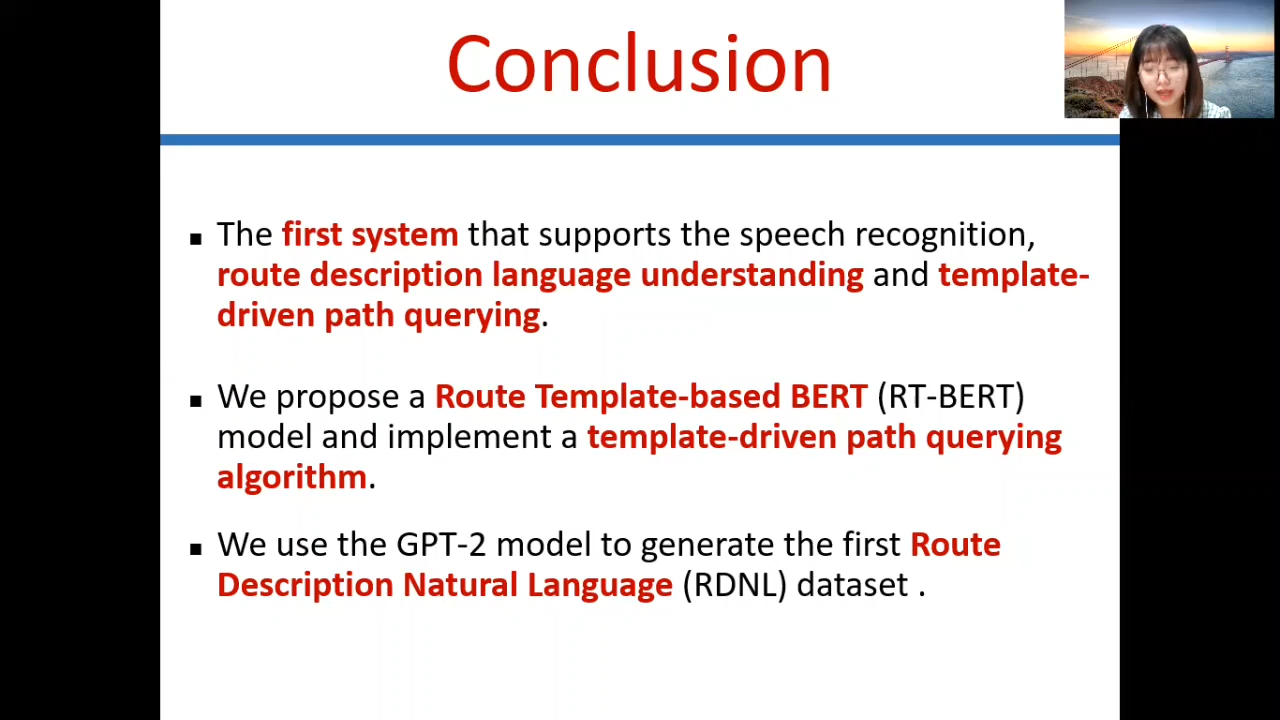 Conclusion
▪ The first system that supports the speech recognition,
route description language understanding and template-
driven path querying.
▪ We propose a Route Template-based BERT (RT-BERT)
model and implement a template-driven path querying
algorithm.
▪ We use the GPT-2 model to generate the first Route
Description Natural Language (RDNL) dataset .